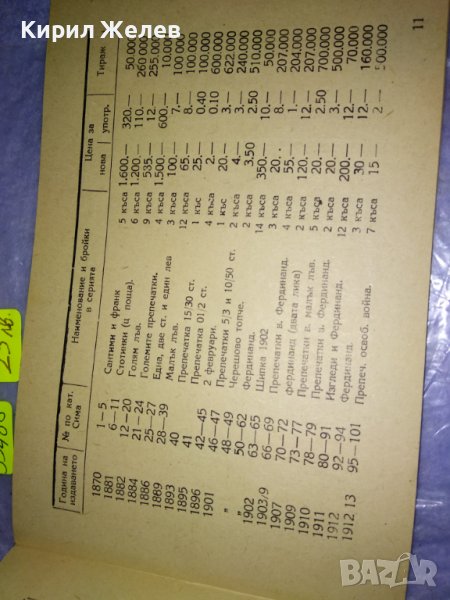 Кирил Желев
Година на издаването № по кат. Сима Наименование и бройки в серията Цена за нова употр. Тираж
1870 1—5 Сантими и франк 5 къса 1.600.— 320.— 50.000
1881 6—11 Стотинки (и поща). 6 къса 1.200.— 110.— 260.000
1882 12—20 Голям лъв. 9 къса 535.— 12.— 255.000
1884 21—24 Големите препечатки. 4 къса 1.500.— 600.— 10.000
1886 25—27 Една, две ст. и един лев 3 къса 100.— 7.— 100.000
1889 28—39 Малък лъв. 12 къса 65.— 8.— 100.000
1893 40 Препечатка 15/30 ст. 1 къс 25.— 0.40 100.000
1895 41 Препечатка 01/2 ст. 4 къса 2.— 0.10 600.000
1896 42—45 2 февруари. 1 къс 20.— 3.— 622.000
1901 46—47 Препечатки 5/3 и 10/50 ст. 2 къса 4.— 3.— 240.000
„ 48—49 Черешово топче. 2 къса 3,50 2.50 510.000
„ 50—62 Фердинанд. 14 къса 350.— 10.— 50.000
1902 63—65 Шипка 1902 3 къса 20. 8.— 207.000
1903/9 66—69 Препечатки в. Фердинанд. 4 къса 55.— 1.— 204.000
1907 70—72 фердинанд (двата лика) 2 къса 120.— 12.— 207.000
1909 73—77 Препечатки в. малък лъв. 5 къса 20.— 2.50 700.000
1910 78—79 Препечатки в. Фердинанд. 2 къса 20.— 3.— 500.000
1911 80—91 Изгледи и Фердинанд. 12 къса 200.— 12.— 70.000
1912 92—94 Фердинанд. 3 къса 30 12.— 160.000
1912 13 95—101 Препеч. освоб. война. 7 къса 15— 2.— 500.000
11
bazar